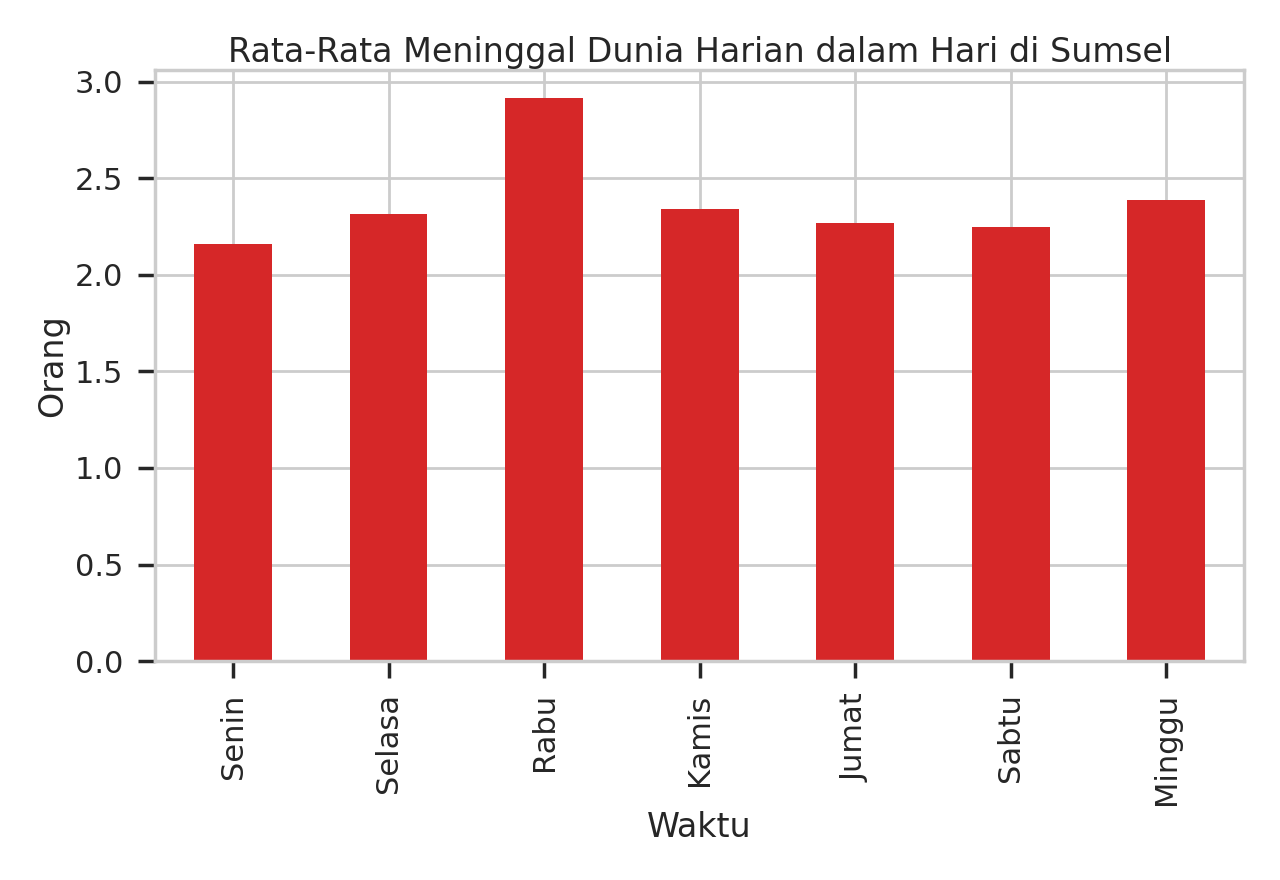 Rata-Rata Meninggal Dunia Harian dalam Hari di Sumsel
3.0
2.5
2.0
1.5
1.0
0.5
0.0
Orang
Senin
Selasa
Rabu
Kamis
Jumat
Sabtu
Minggu
Waktu